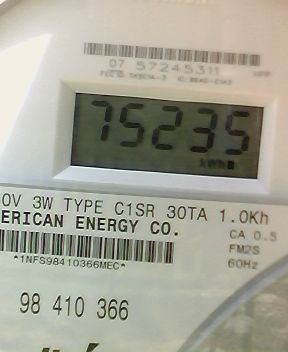 07 57245311
75235
kWh
0V 3W TYPE C1SR 30TA 1.0Kh
ERICAN ENERGY CO.
CA 0.5
FM2S
*1NFS98410366MEC*
60Hz
98 410 366